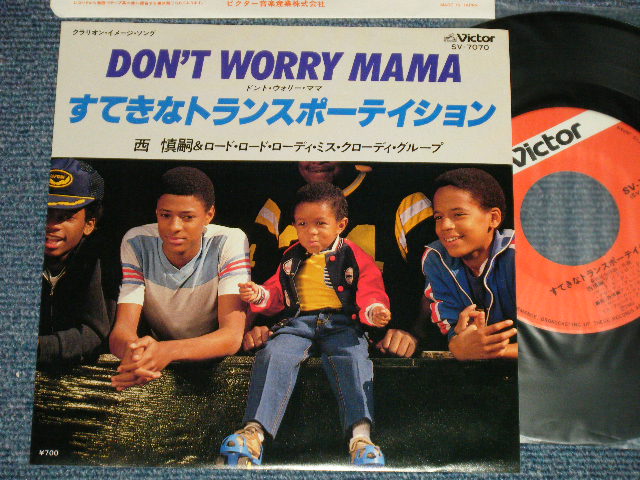 ビクター音楽産業株式会社
クラリオン・イメージ・ソング
Victor
SV-7070
DON'T WORRY MAMA
ドント・ウォリー・ママ
すてきなトランスポーテイション
西 慎嗣&ロード・ロード・ローディ・ミス・クローディ・グループ
¥700
Victor
すてきなトランスポーテイ